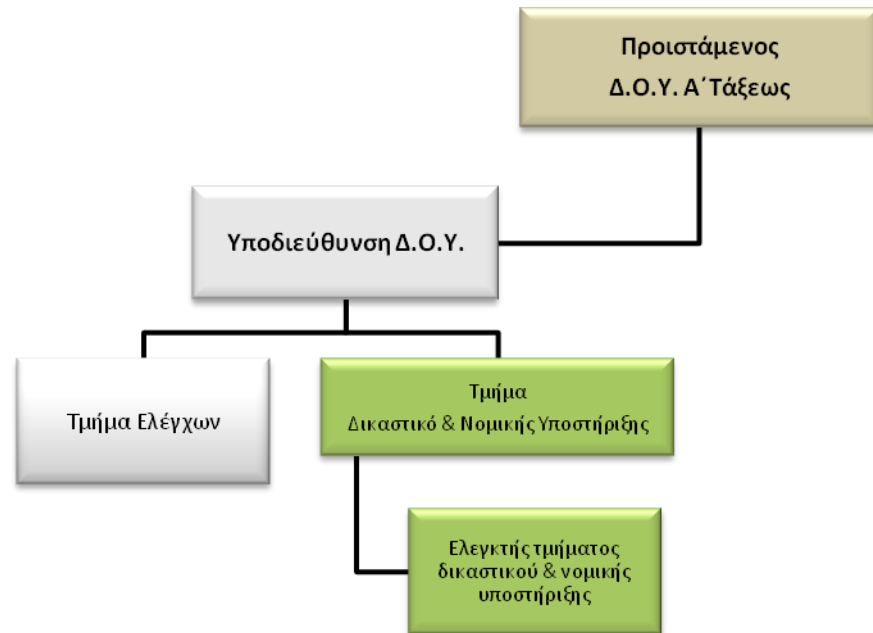 Προιστάμενος
Δ.Ο.Υ. Α΄Τάξεως
Υποδιεύθυνση Δ.Ο.Υ.
Τμήμα Ελέγχων
Τμήμα
Δικαστικό & Νομικής Υποστήριξης
Ελεγκτής τμήματος
δικαστικού & νομικής
υποστήριξης